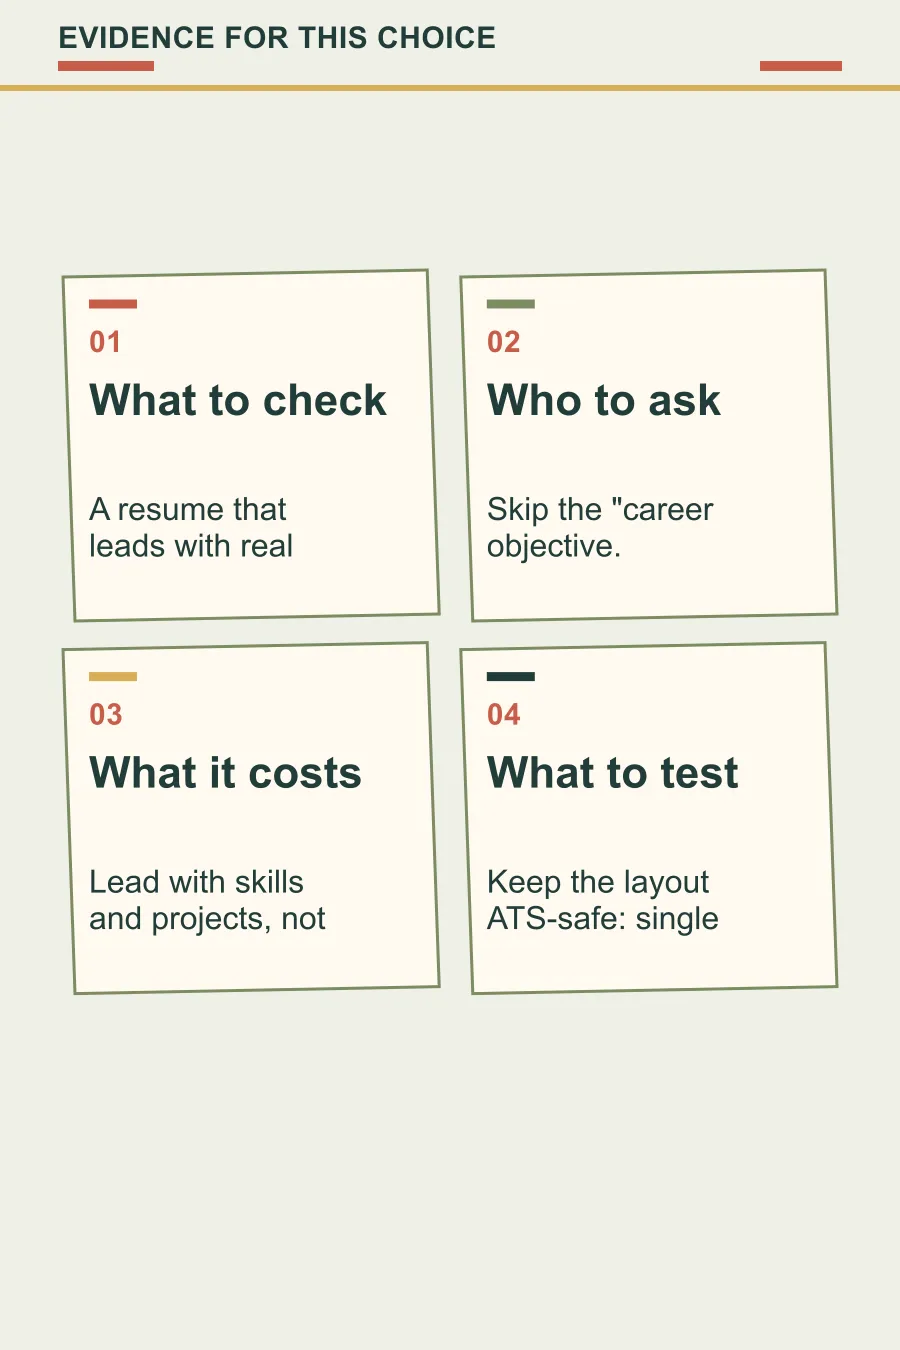 EVIDENCE FOR THIS CHOICE
01
What to check
A resume that
leads with real
02
Who to ask
Skip the "career
objective.
03
What it costs
Lead with skills
and projects, not
04
What to test
Keep the layout
ATS-safe: single